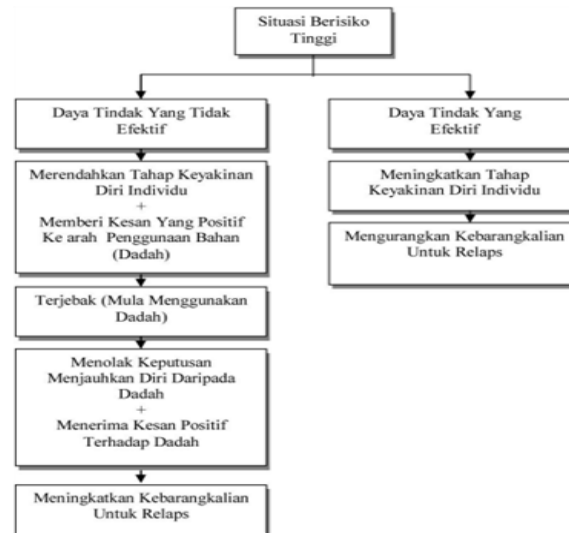 Situasi Berisiko
Tinggi
Daya Tindak Yang Tidak
Efektif
Merendahkan Tahap Keyakinan
Diri Individu
+
Memberi Kesan Yang Positif
Ke arah Penggunaan Bahan
(Dadah)
Terjebak (Mula Menggunakan
Dadah)
Menolak Keputusan
Menjauhkan Diri Daripada
Dadah
+
Menerima Kesan Positif
Terhadap Dadah
Meningkatkan Kebarangkalian
Untuk Relaps
Daya Tindak Yang
Efektif
Meningkatkan Tahap
Keyakinan Diri Individu
Mengurangkan Kebarangkalian
Untuk Relaps